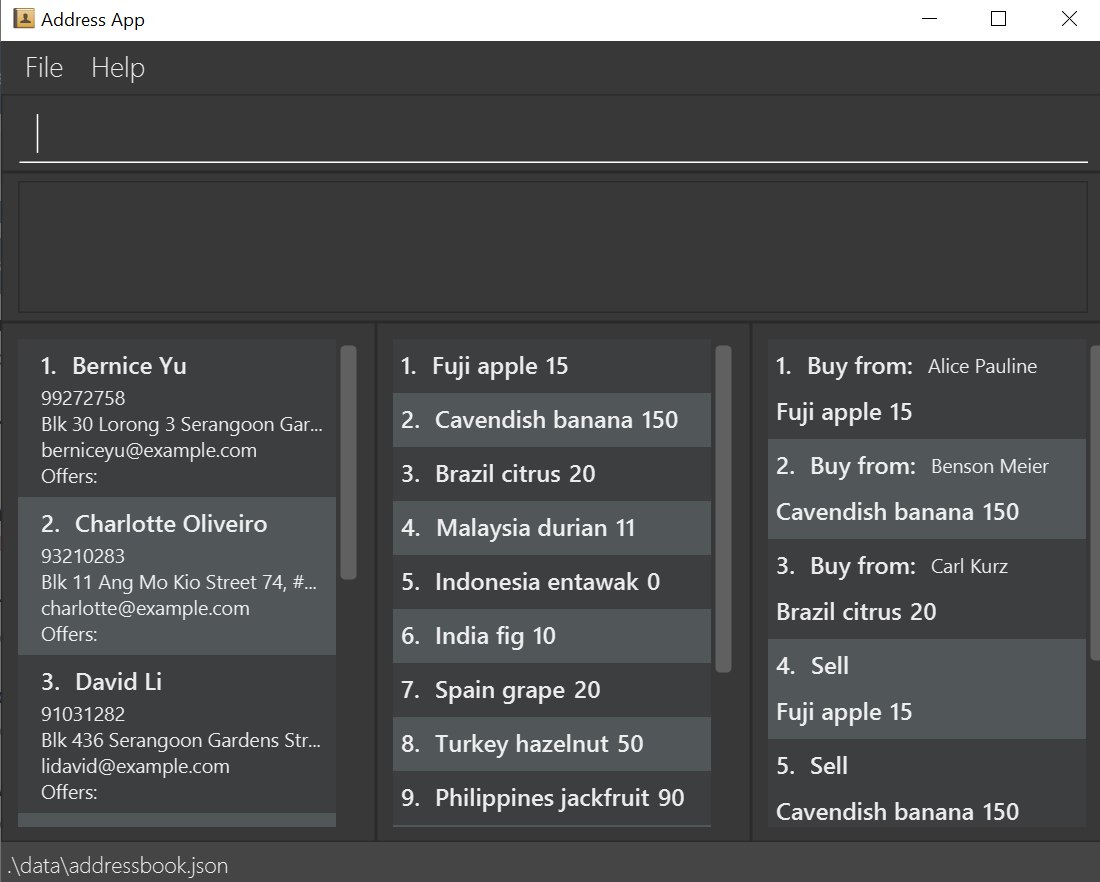 Address App
File Help
1. Bernice Yu
99272758
Blk 30 Lorong 3 Serangoon Gar...
berniceyu@example.com
Offers:
2. Charlotte Oliveiro
93210283
Blk 11 Ang Mo Kio Street 74, #...
charlotte@example.com
Offers:
3. David Li
91031282
Blk 436 Serangoon Gardens Str...
lidavid@example.com
Offers:
1. Fuji apple 15
2. Cavendish banana 150
3. Brazil citrus 20
4. Malaysia durian 11
5. Indonesia entawak 0
6. India fig 10
7. Spain grape 20
8. Turkey hazelnut 50
9. Philippines jackfruit 90
1. Buy from: Alice Pauline
Fuji apple 15
2. Buy from: Benson Meier
Cavendish banana 150
3. Buy from: Carl Kurz
Brazil citrus 20
4. Sell
Fuji apple 15
5. Sell
Cavendish banana 150
.\data\addressbook.json